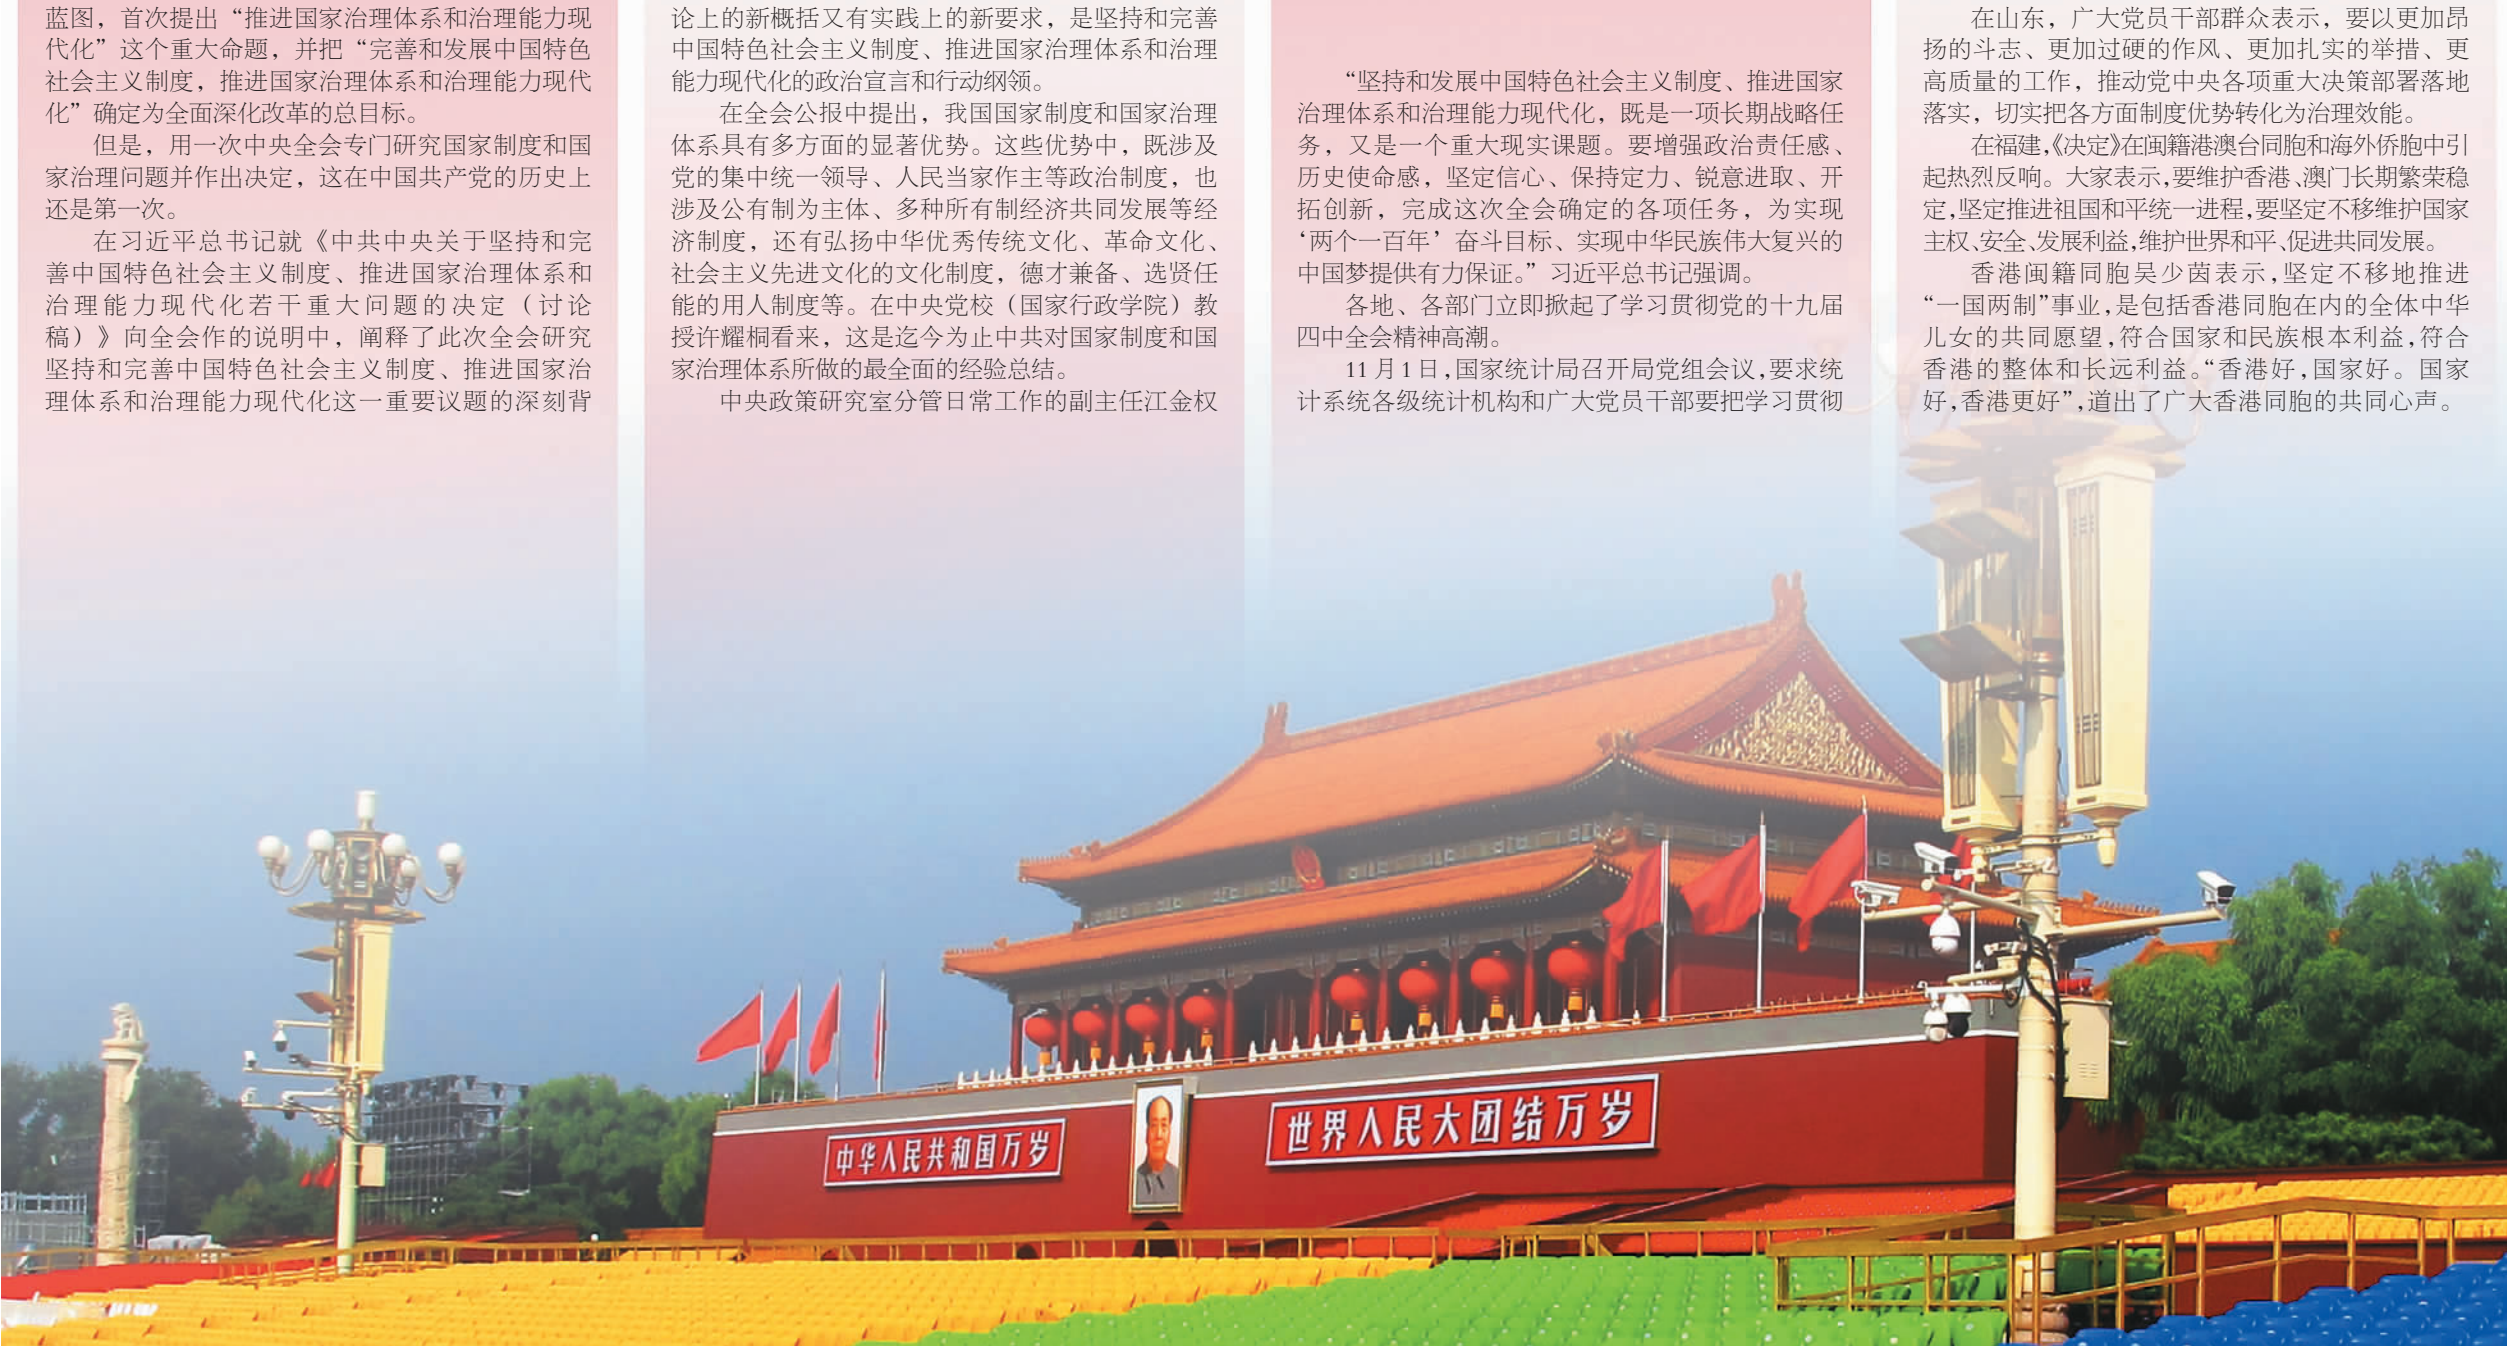 蓝图，首次提出“推进国家治理体系和治理能力现
代化”这个重大命题，并把“完善和发展中国特色
社会主义制度，推进国家治理体系和治理能力现代
化”确定为全面深化改革的总目标。
但是，用一次中央全会专门研究国家制度和国
家治理问题并作出决定，这在中国共产党的历史上
还是第一次。
在习近平总书记就《中共中央关于坚持和完
善中国特色社会主义制度、推进国家治理体系和
治理能力现代化若干重大问题的决定（讨论
稿）》向全会作的说明中，阐释了此次全会研究
坚持和完善中国特色社会主义制度、推进国家治
理体系和治理能力现代化这一重要议题的深刻背
论上的新概括又有实践上的新要求，是坚持和完善
中国特色社会主义制度、推进国家治理体系和治理
能力现代化的政治宣言和行动纲领。
在全会公报中提出，我国国家制度和国家治理
体系具有多方面的显著优势。这些优势中，既涉及
党的集中统一领导、人民当家作主等政治制度，也
涉及公有制为主体、多种所有制经济共同发展等经
济制度，还有弘扬中华优秀传统文化、革命文化、
社会主义先进文化的文化制度，德才兼备、选贤任
能的用人制度等。在中央党校（国家行政学院）教
授许耀桐看来，这是迄今为止中共对国家制度和国
家治理体系所做的最全面的经验总结。
中央政策研究室分管日常工作的副主任江金权
“坚持和发展中国特色社会主义制度、推进国家
治理体系和治理能力现代化，既是一项长期战略任
务，又是一个重大现实课题。要增强政治责任感、
历史使命感，坚定信心、保持定力、锐意进取、开
拓创新，完成这次全会确定的各项任务，为实现
‘两个一百年’奋斗目标、实现中华民族伟大复兴的
中国梦提供有力保证。”习近平总书记强调。
各地、各部门立即掀起了学习贯彻党的十九届
四中全会精神高潮。
11月1日，国家统计局召开局党组会议，要求统
计系统各级统计机构和广大党员干部要把学习贯彻
在山东，广大党员干部群众表示，要以更加昂
扬的斗志、更加过硬的作风、更加扎实的举措、更
高质量的工作，推动党中央各项重大决策部署落地
落实，切实把各方面制度优势转化为治理效能。
在福建，《决定》在闽籍港澳台同胞和海外侨胞中引
起热烈反响。大家表示，要维护香港、澳门长期繁荣稳
定，坚定推进祖国和平统一进程，要坚定不移维护国家
主权、安全、发展利益，维护世界和平、促进共同发展。
香港闽籍同胞吴少茵表示，坚定不移地推进
“一国两制”事业，是包括香港同胞在内的全体中华
儿女的共同愿望，符合国家和民族根本利益，符合
香港的整体和长远利益。“香港好，国家好。国家
好，香港更好”，道出了广大香港同胞的共同心声。
中华人民共和国万岁
世界人民大团结万岁